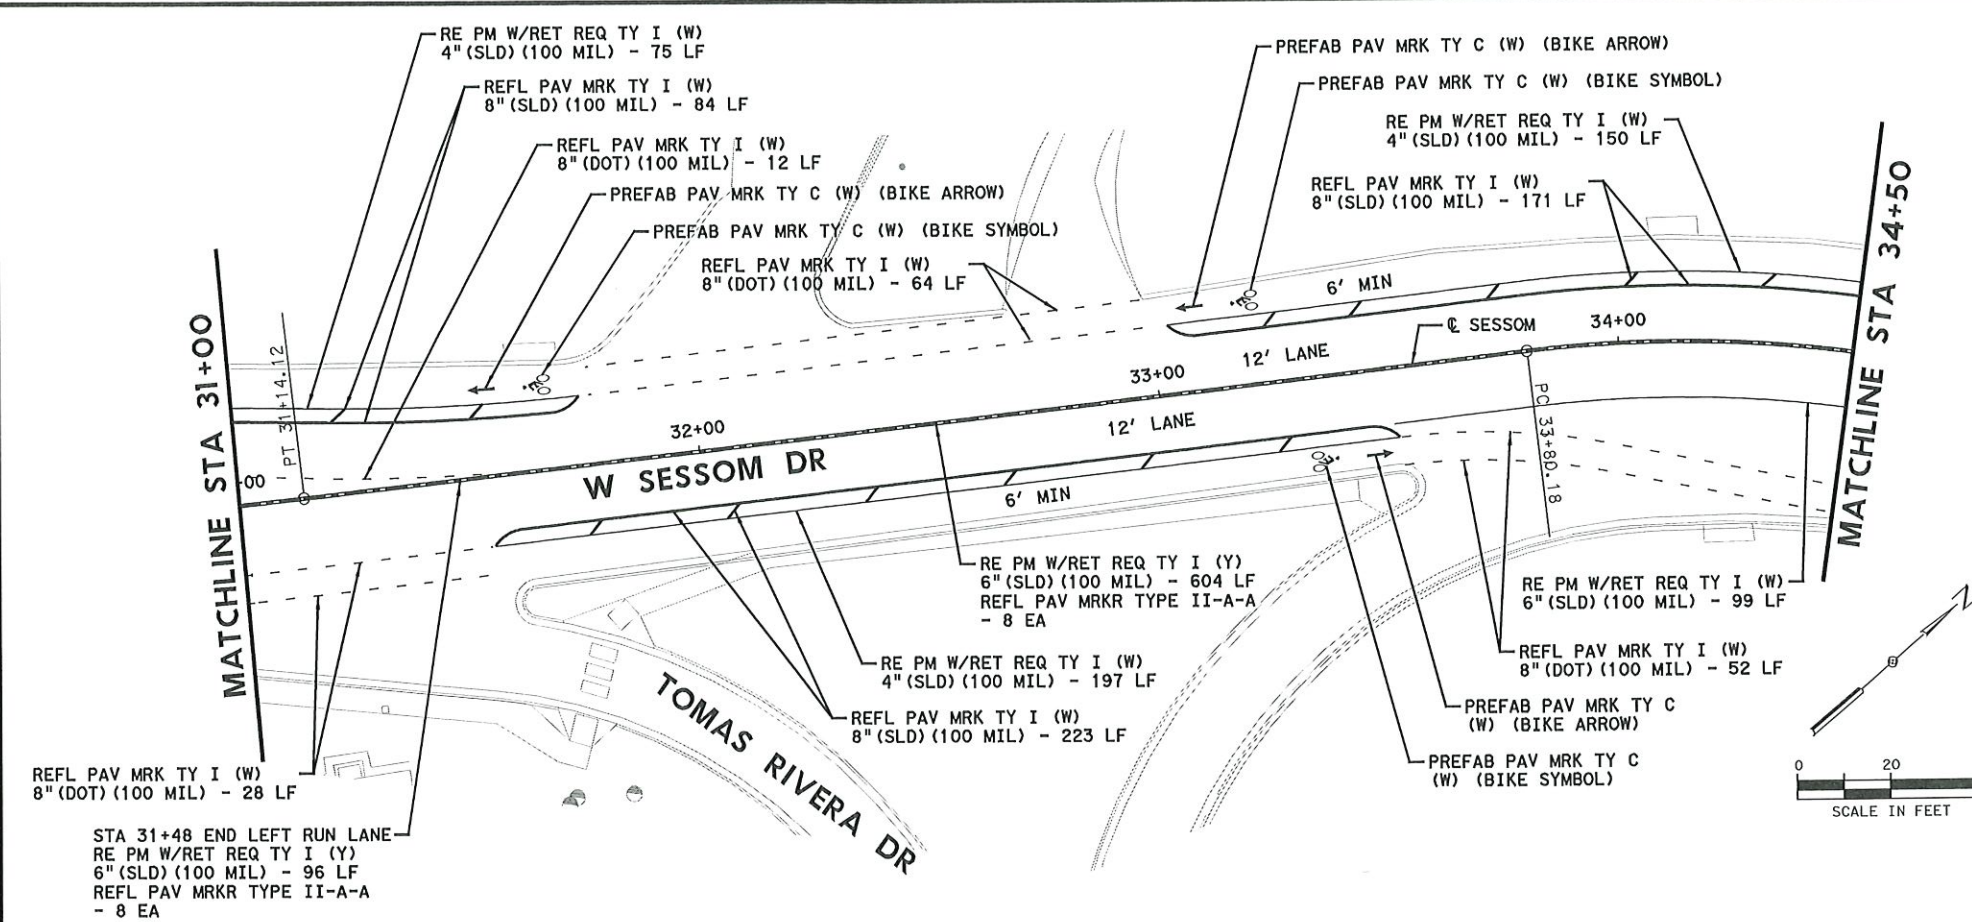 RE PM W/RET REQ TY I (W)
4"(SLD)(100 MIL) - 75 LF
REFL PAV MRK TY I (W)
8"(SLD)(100 MIL) - 84 LF
REFL PAV MRK TY I (W)
8"(DOT)(100 MIL) - 12 LF
PREFAB PAV MRK TY C (W) (BIKE ARROW)
PREFAB PAV MRK TY C (W) (BIKE SYMBOL)
REFL PAV MRK TY I (W)
8"(DOT)(100 MIL) - 64 LF
PREFAB PAV MRK TY C (W) (BIKE ARROW)
PREFAB PAV MRK TY C (W) (BIKE SYMBOL)
RE PM W/RET REQ TY I (W)
4"(SLD)(100 MIL) - 150 LF
REFL PAV MRK TY I (W)
8"(SLD)(100 MIL) - 171 LF
MATCHLINE STA 31+00
MATCHLINE STA 34+50
PT 31+14.12
00
32+00
33+00
34+00
6' MIN
12' LANE
℄ SESSOM
12' LANE
PC 33+80.18
W SESSOM DR
6' MIN
RE PM W/RET REQ TY I (Y)
6"(SLD)(100 MIL) - 604 LF
REFL PAV MRKR TYPE II-A-A
- 8 EA
RE PM W/RET REQ TY I (W)
4"(SLD)(100 MIL) - 197 LF
REFL PAV MRK TY I (W)
8"(SLD)(100 MIL) - 223 LF
TOMAS RIVERA DR
RE PM W/RET REQ TY I (W)
6"(SLD)(100 MIL) - 99 LF
REFL PAV MRK TY I (W)
8"(DOT)(100 MIL) - 52 LF
PREFAB PAV MRK TY C
(W) (BIKE ARROW)
PREFAB PAV MRK TY C
(W) (BIKE SYMBOL)
REFL PAV MRK TY I (W)
8"(DOT)(100 MIL) - 28 LF
STA 31+48 END LEFT RUN LANE
RE PM W/RET REQ TY I (Y)
6"(SLD)(100 MIL) - 96 LF
REFL PAV MRKR TYPE II-A-A
- 8 EA
N
0 20
SCALE IN FEET